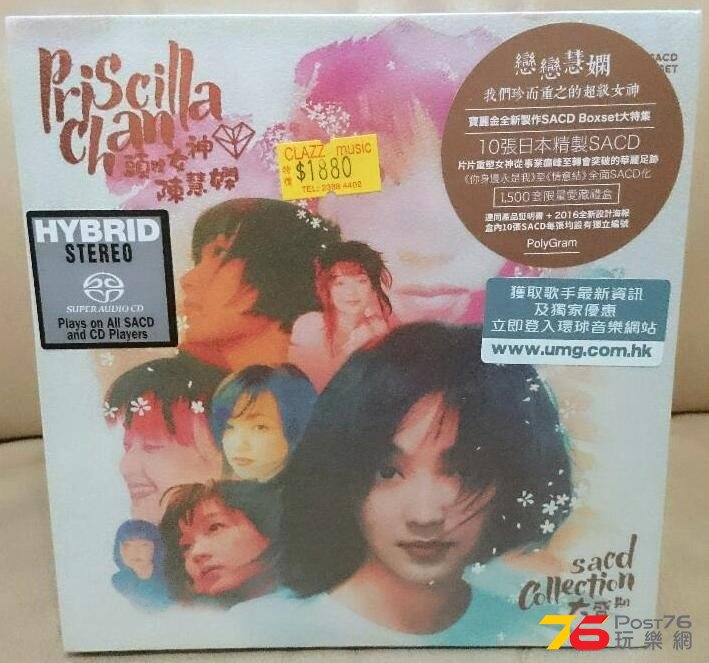 Priscilla
Chan
女神
陳慧嫻
CLAZZ music
特價 $1880
TEL: 2388 4402
HYBRID
STEREO
SUPER AUDIO CD
Plays on All SACD
and CD Players
SACD
戀戀慧嫻
我們珍而重之的超級女神
寶麗金全新製作SACD Boxset大特集
10張日本精製SACD
片片重塑女神從事業巔峰至轉會突破的華麗足跡
《你身邊永是我》至《情意結》全面SACD化
1,500套限量愛藏禮盒
連同產品証明書 + 2016全新設計海報
盒內10張SACD每張均設有獨立編號
PolyGram
獲取歌手最新資訊
及獨家優惠
立即登入環球音樂網站
www.umg.com.hk
sacd
Collection
76 POST76
玩樂網